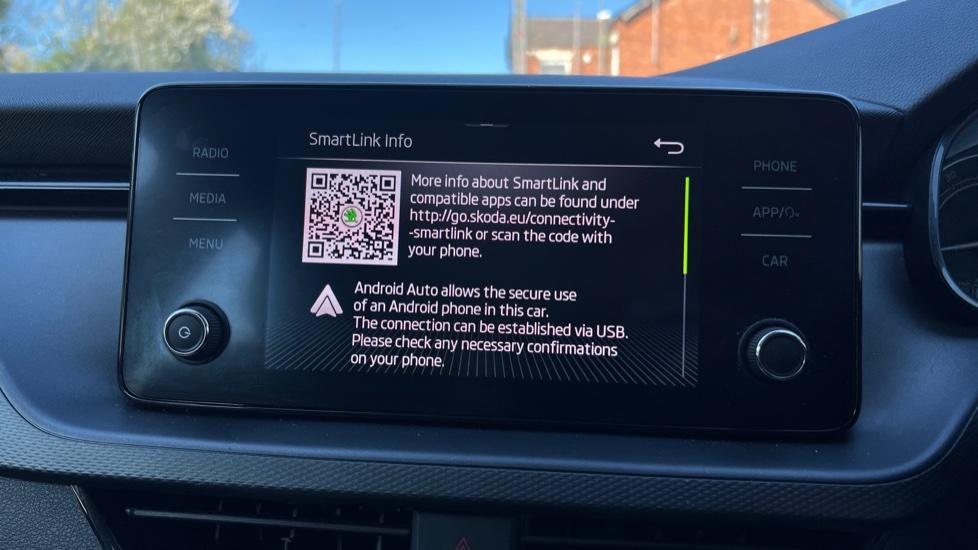 SmartLink Info
RADIO
MEDIA
MENU
More info about SmartLink and
compatible apps can be found under
http://go.skoda.eu/connectivity-
-smartlink or scan the code with
your phone.
Android Auto allows the secure use
of an Android phone in this car.
The connection can be established via USB.
Please check any necessary confirmations
on your phone.
PHONE
APP/
CAR